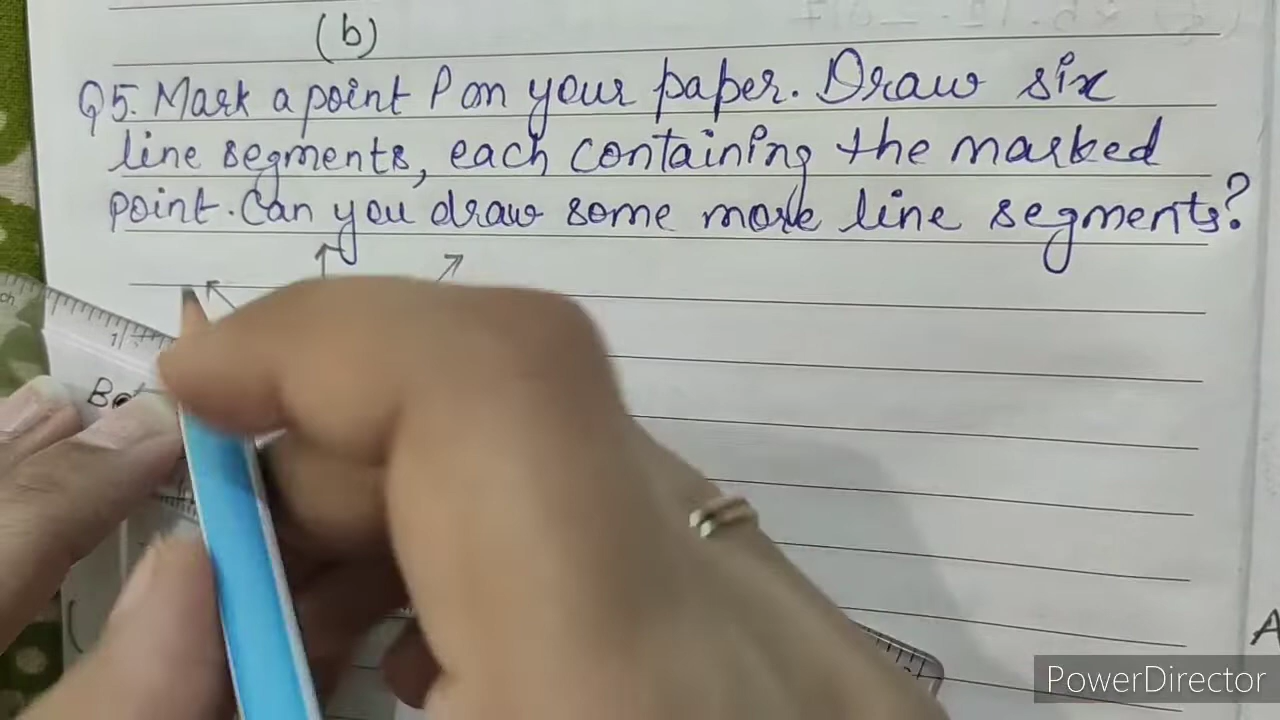 (b)
Q5. Mark a point P on your paper. Draw six
line segments, each containing the marked
point. Can you draw some more line segments?
1
A
PowerDirector